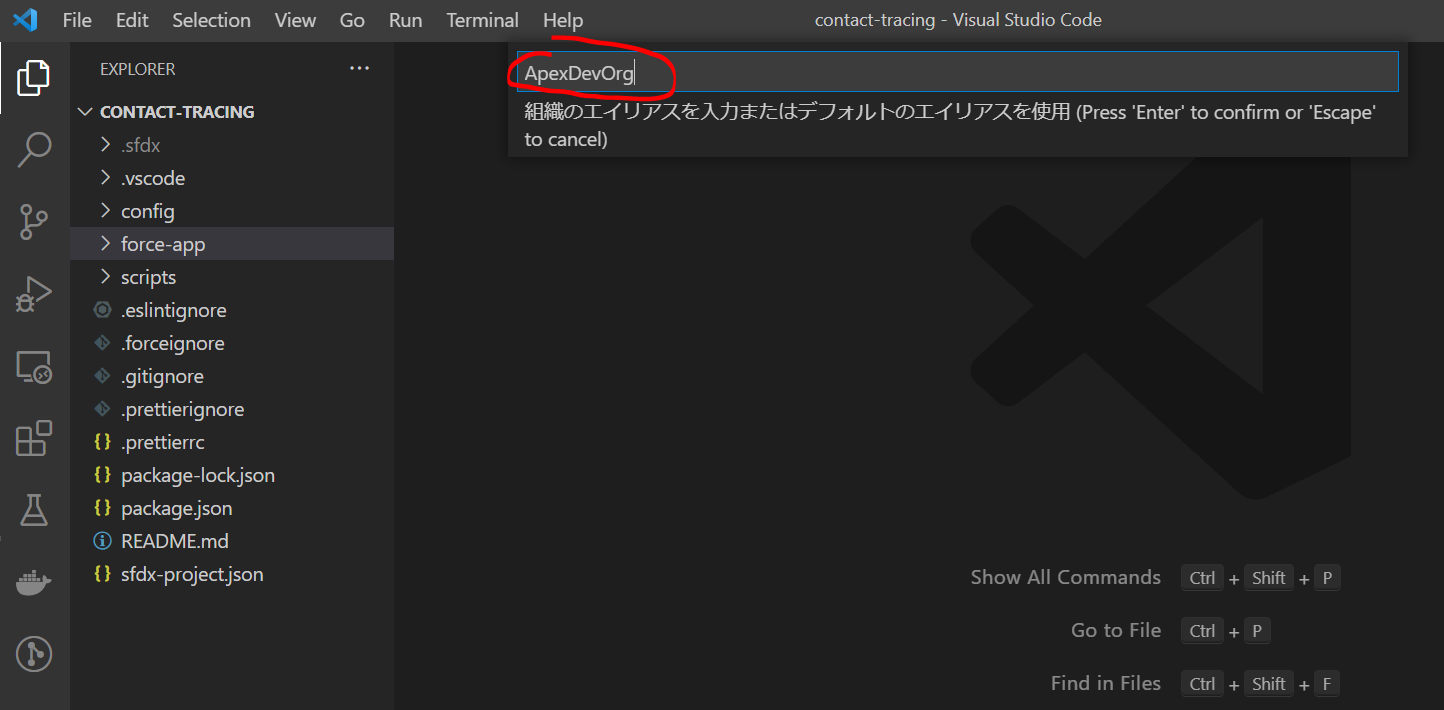 File Edit Selection View Go Run Terminal Help contact-tracing - Visual Studio Code
EXPLORER
CONTACT-TRACING
.sfdx
.vscode
config
force-app
scripts
.eslintignore
.forceignore
.gitignore
.prettierignore
.prettierrc
package-lock.json
package.json
README.md
sfdx-project.json
ApexDevOrg
組織のエイリアスを入力またはデフォルトのエイリアスを使用 (Press 'Enter' to confirm or 'Escape'
to cancel)
Show All Commands Ctrl + Shift + P
Go to File Ctrl + P
Find in Files Ctrl + Shift + F